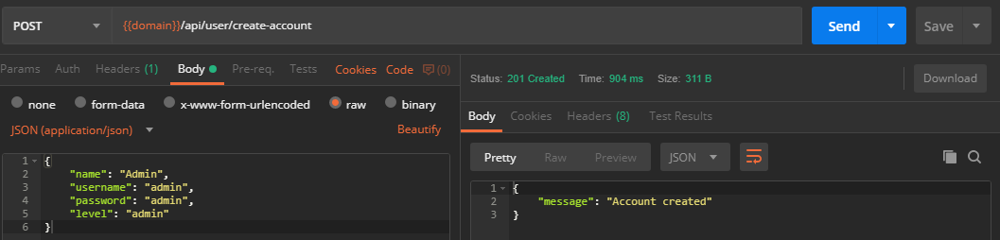 POST {{domain}}/api/user/create-account Send Save
Params Auth Headers (1) Body Pre-req. Tests Cookies Code (0)
none form-data x-www-form-urlencoded raw binary
JSON (application/json) Beautify
1 {
2 "name": "Admin",
3 "username": "admin",
4 "password": "admin",
5 "level": "admin"
6 }
Status: 201 Created Time: 904 ms Size: 311 B Download
Body Cookies Headers (8) Test Results
Pretty Raw Preview JSON
1 {
2 "message": "Account created"
3 }